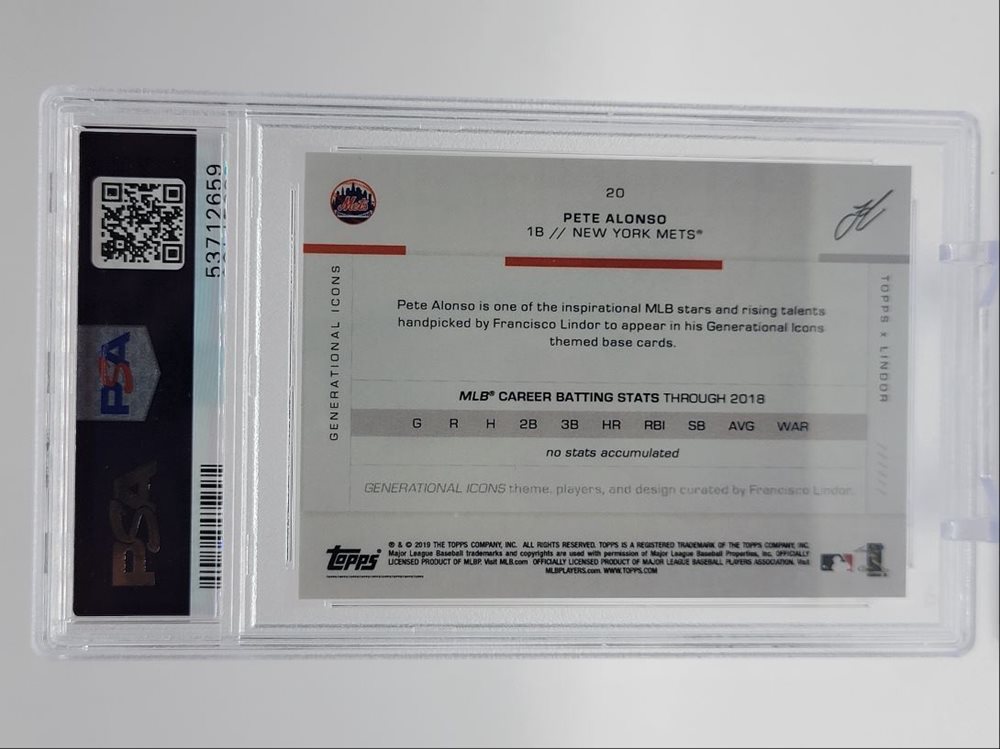 53712659
PSA
PSA
Mets
20
PETE ALONSO
1B // NEW YORK METS®
GENERATIONAL ICONS
TOPPS x LINDOR
Pete Alonso is one of the inspirational MLB stars and rising talents
handpicked by Francisco Lindor to appear in his Generational Icons
themed base cards.
MLB® CAREER BATTING STATS THROUGH 2018
G R H 2B 3B HR RBI SB AVG WAR
no stats accumulated
GENERATIONAL ICONS theme, players, and design curated by Francisco Lindor.
topps
® & © 2019 THE TOPPS COMPANY, INC. ALL RIGHTS RESERVED. TOPPS IS A REGISTERED TRADEMARK OF THE TOPPS COMPANY, INC.
Major League Baseball trademarks and copyrights are used with permission of Major League Baseball Properties, Inc. OFFICIALLY
LICENSED PRODUCT OF MLBP. Visit MLB.com OFFICIALLY LICENSED PRODUCT OF MAJOR LEAGUE BASEBALL PLAYERS ASSOCIATION. Visit
MLBPLAYERS.com. WWW.TOPPS.COM